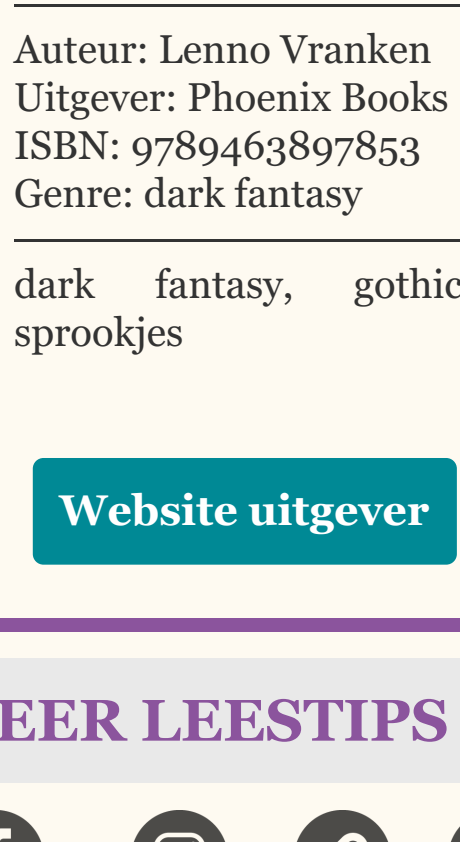 Auteur: Lenno Vranken
Uitgever: Phoenix Books
ISBN: 9789463897853
Genre: dark fantasy
dark fantasy, gothic
sprookjes
Website uitgever
EER LEESTIPS